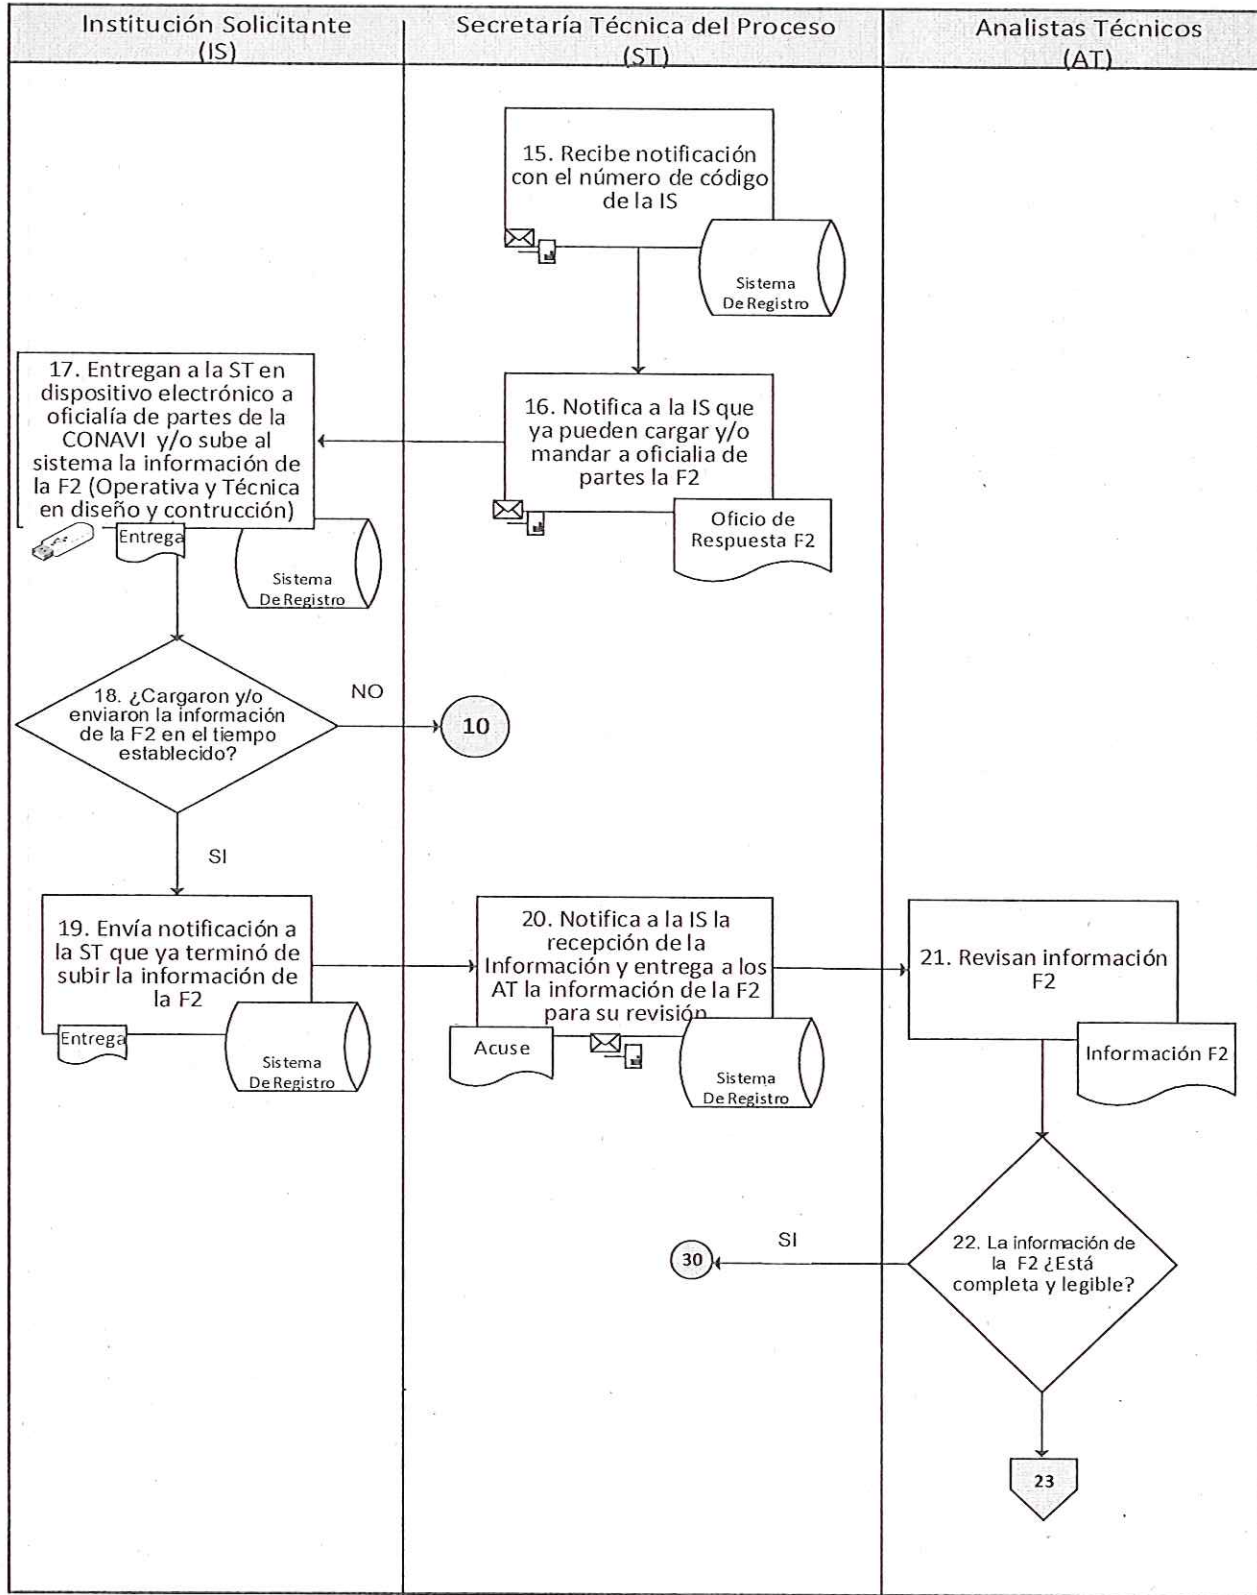 Institución Solicitante
(IS)
Secretaría Técnica del Proceso
(ST)
Analistas Técnicos
(AT)
15. Recibe notificación
con el número de código
de la IS
Sistema
De Registro
16. Notifica a la IS que
ya pueden cargar y/o
mandar a oficialia de
partes la F2
Oficio de
Respuesta F2
17. Entregan a la ST en
dispositivo electrónico a
oficialía de partes de la
CONAVI y/o sube al
sistema la información de
la F2 (Operativa y Técnica
en diseño y contrucción)
Entrega
Sistema
De Registro
18. ¿Cargaron y/o
enviaron la información
de la F2 en el tiempo
establecido?
NO
10
SI
19. Envía notificación a
la ST que ya terminó de
subir la información de
la F2
Entrega
Sistema
De Registro
20. Notifica a la IS la
recepción de la
Información y entrega a los
AT la información de la F2
para su revisión
Acuse
Sistema
De Registro
21. Revisan información
F2
Información F2
22. La información de
la F2 ¿Está
completa y legible?
SI
30
23